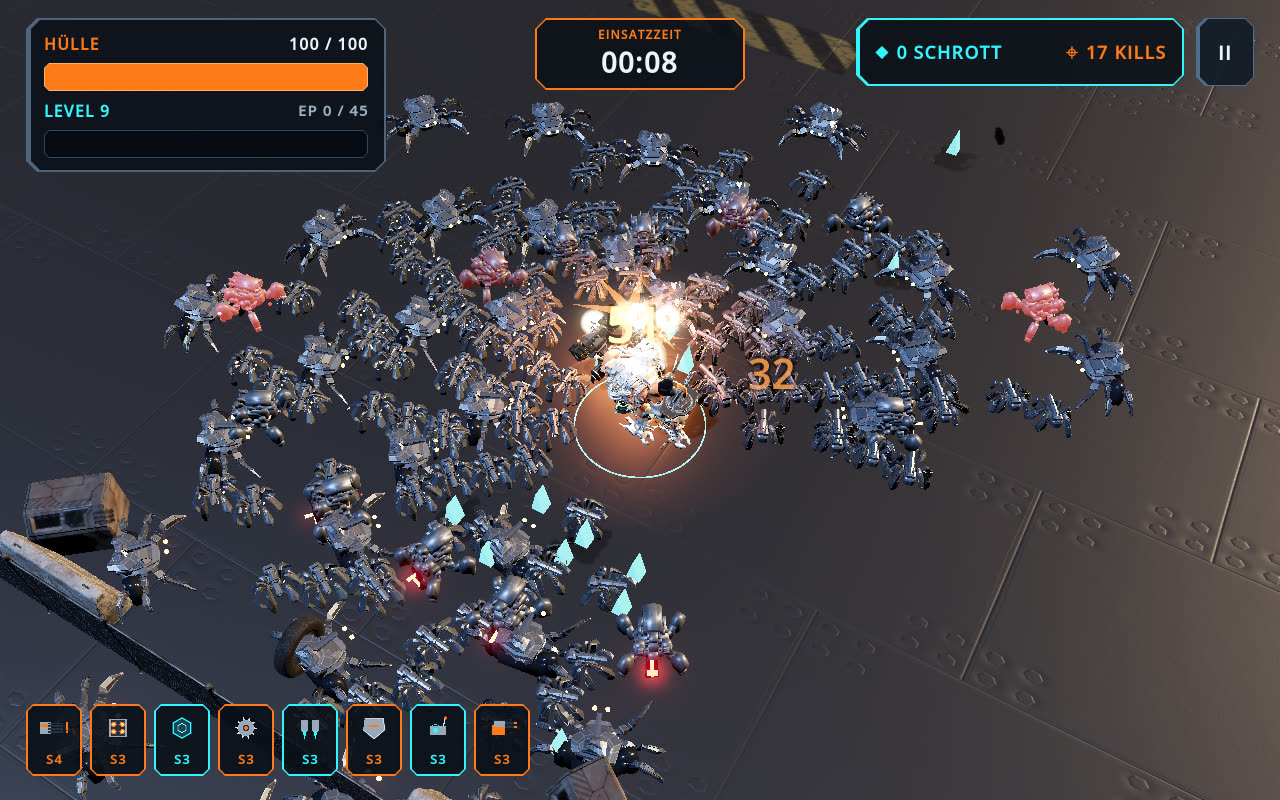 HÜLLE 100 / 100
LEVEL 9 EP 0 / 45
EINSATZZEIT
00:08
0 SCHROTT 17 KILLS
32
S4 S3 S3 S3 S3 S3 S3 S3